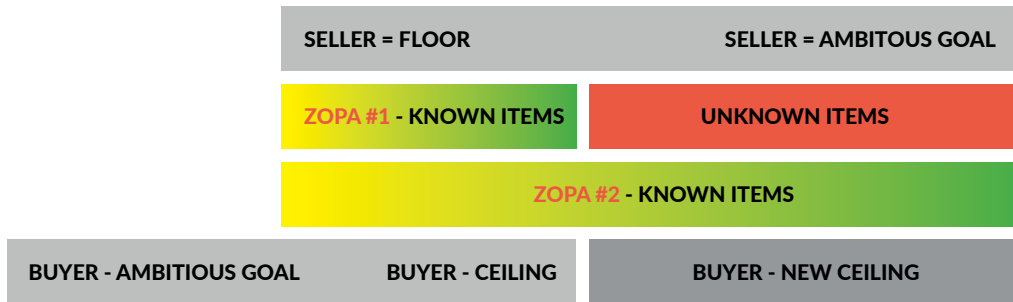 SELLER = FLOOR SELLER = AMBITOUS GOAL
ZOPA #1 - KNOWN ITEMS UNKNOWN ITEMS
ZOPA #2 - KNOWN ITEMS
BUYER - AMBITIOUS GOAL BUYER - CEILING BUYER - NEW CEILING